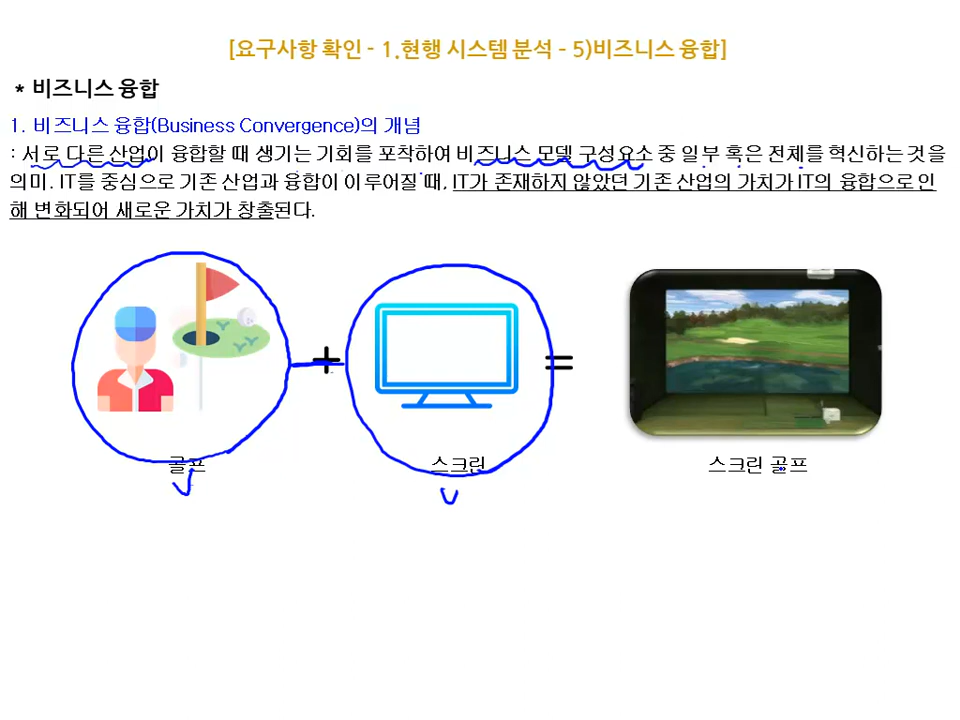 [요구사항 확인 - 1.현행 시스템 분석 - 5)비즈니스 융합]
* 비즈니스 융합
1. 비즈니스 융합(Business Convergence)의 개념
: 서로 다른 산업이 융합할 때 생기는 기회를 포착하여 비즈니스 모델 구성요소 중 일부 혹은 전체를 혁신하는 것을
의미. IT를 중심으로 기존 산업과 융합이 이루어질 때, IT가 존재하지 않았던 기존 산업의 가치가 IT의 융합으로 인
해 변화되어 새로운 가치가 창출된다.
+ =
골프 스크린 스크린 골프